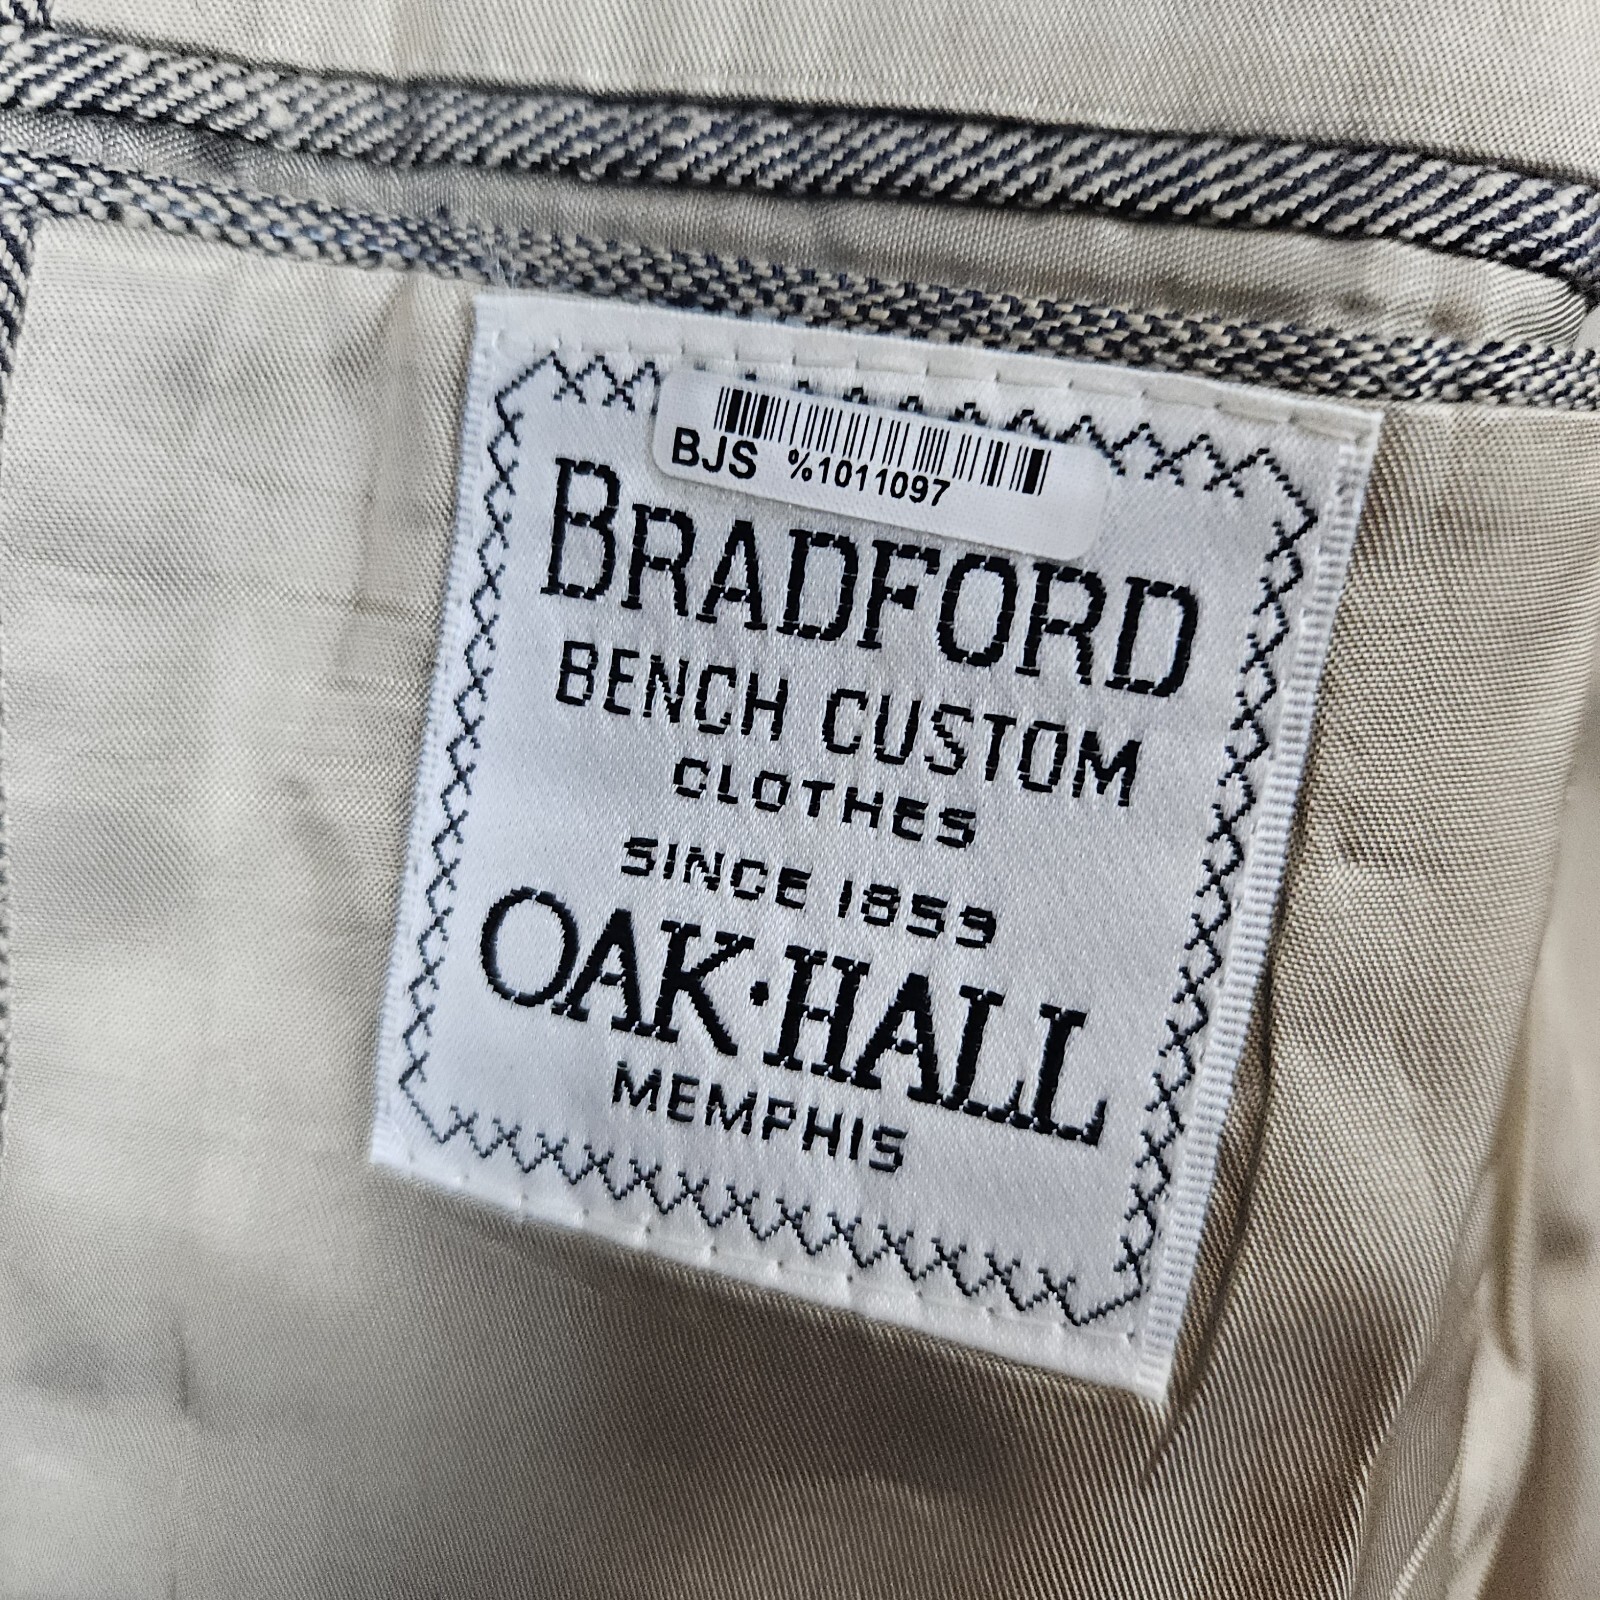 BJS %1011097
BRADFORD
BENCH CUSTOM
CLOTHES
SINCE 1859
OAK·HALL
MEMPHIS